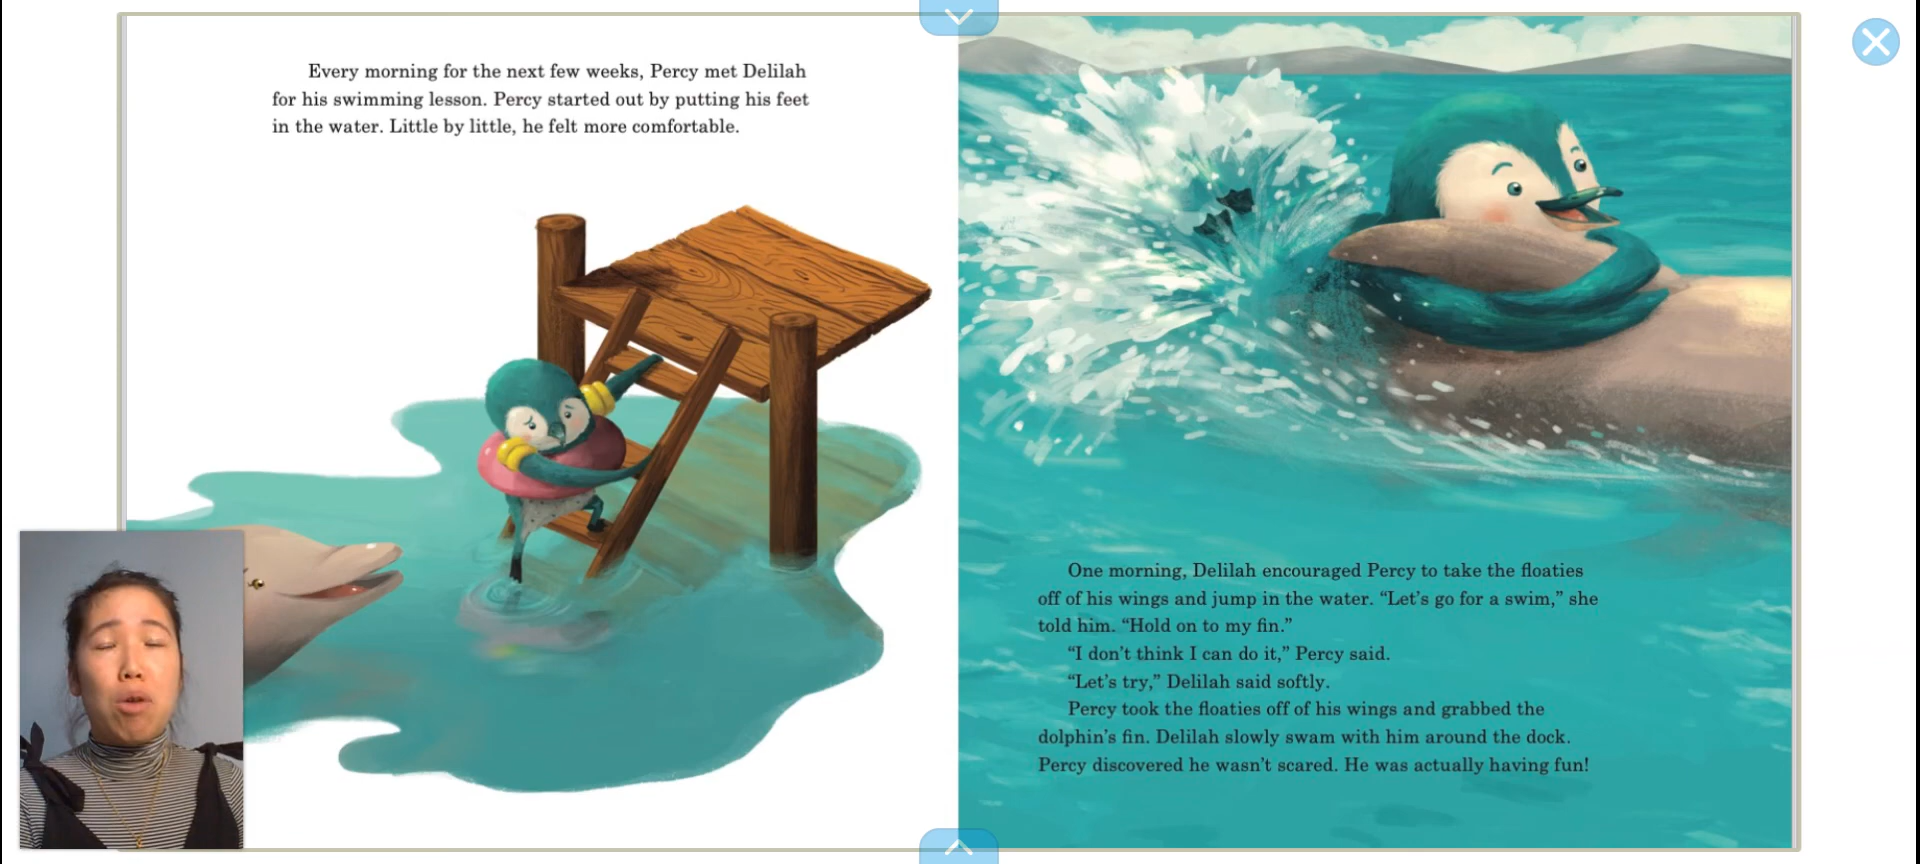 Every morning for the next few weeks, Percy met Delilah
for his swimming lesson. Percy started out by putting his feet
in the water. Little by little, he felt more comfortable.
One morning, Delilah encouraged Percy to take the floaties
off of his wings and jump in the water. “Let’s go for a swim,” she
told him. “Hold on to my fin.”
“I don’t think I can do it,” Percy said.
“Let’s try,” Delilah said softly.
Percy took the floaties off of his wings and grabbed the
dolphin’s fin. Delilah slowly swam with him around the dock.
Percy discovered he wasn’t scared. He was actually having fun!